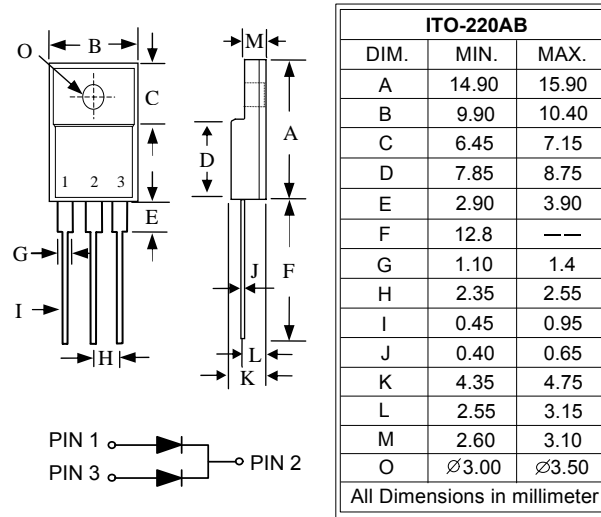 O
B
C
1 2 3
E
G
I
H
M
A
D
J
F
L
K
PIN 1
PIN 3
PIN 2
ITO-220AB
DIM. MIN. MAX.
A 14.90 15.90
B 9.90 10.40
C 6.45 7.15
D 7.85 8.75
E 2.90 3.90
F 12.8 ——
G 1.10 1.4
H 2.35 2.55
I 0.45 0.95
J 0.40 0.65
K 4.35 4.75
L 2.55 3.15
M 2.60 3.10
O ∅3.00 ∅3.50
All Dimensions in millimeter